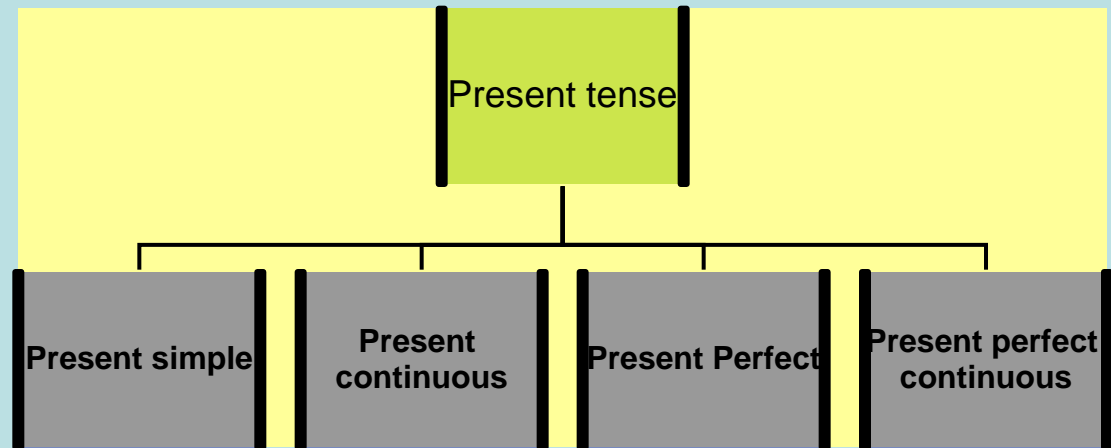 Present tense
Present simple
Present
continuous
Present Perfect
Present perfect
continuous